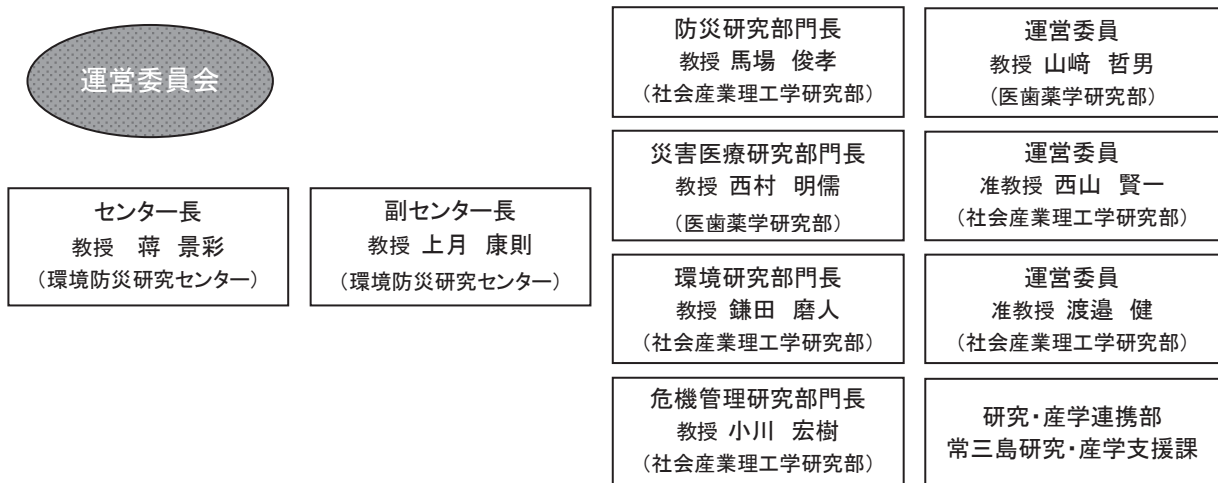 運営委員会
センター長
教授 蒋 景彩
(環境防災研究センター)
副センター長
教授 上月 康則
(環境防災研究センター)
防災研究部門長
教授 馬場 俊孝
(社会産業理工学研究部)
災害医療研究部門長
教授 西村 明儒
(医歯薬学研究部)
環境研究部門長
教授 鎌田 磨人
(社会産業理工学研究部)
危機管理研究部門長
教授 小川 宏樹
(社会産業理工学研究部)
運営委員
教授 山﨑 哲男
(医歯薬学研究部)
運営委員
准教授 西山 賢一
(社会産業理工学研究部)
運営委員
准教授 渡邉 健
(社会産業理工学研究部)
研究・産学連携部
常三島研究・産学支援課